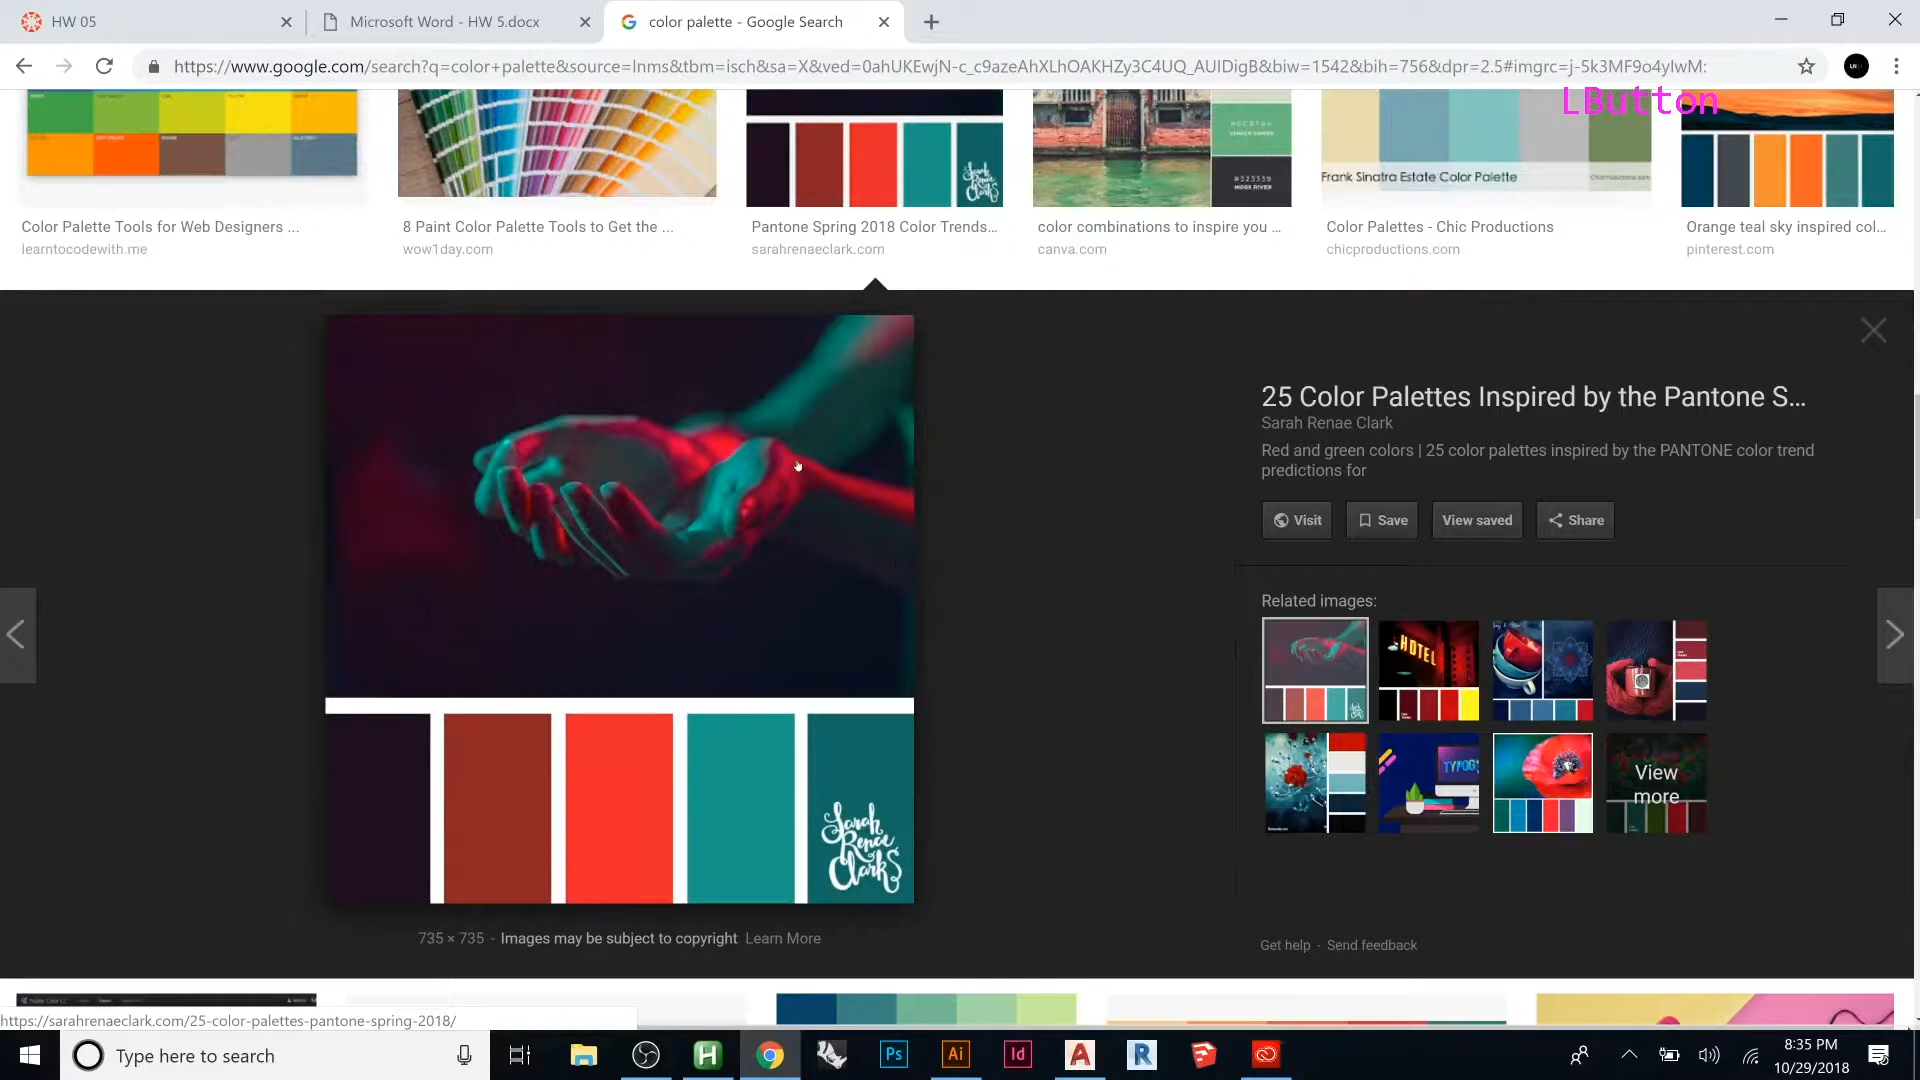 HW 05
Microsoft Word - HW 5.docx
color palette - Google Search
https://www.google.com/search?q=color+palette&source=lnms&tbm=isch&sa=X&ved=0ahUKEwjN-c_c9azeAhXLhOAKHZy3C4UQ_AUIDigB&biw=1542&bih=756&dpr=2.5#imgrc=j-5k3MF9o4yIwM:
LButton
#323339
MOSS RIVER
Frank Sinatra Estate Color Palette
Color Palette Tools for Web Designers ...
learntocodewith.me
8 Paint Color Palette Tools to Get the ...
wow1day.com
Pantone Spring 2018 Color Trends...
sarahrenaeclark.com
color combinations to inspire you ...
canva.com
Color Palettes - Chic Productions
chicproductions.com
Orange teal sky inspired col...
pinterest.com
25 Color Palettes Inspired by the Pantone S...
Sarah Renae Clark
Red and green colors | 25 color palettes inspired by the PANTONE color trend
predictions for
Visit
Save
View saved
Share
Related images:
HOTEL
TYPOG
View
more
Sarah
Renae
Clark
735 × 735 - Images may be subject to copyright Learn More
Get help - Send feedback
https://sarahrenaeclark.com/25-color-palettes-pantone-spring-2018/
Type here to search
H
Ps
Ai
Id
A
R
8:35 PM
10/29/2018